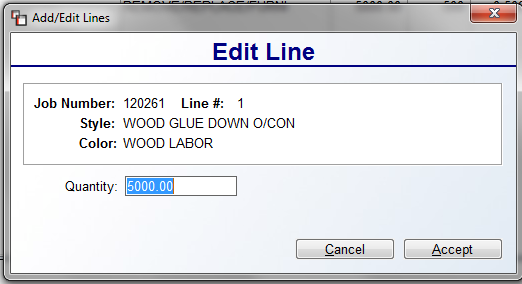 Add/Edit Lines
Edit Line
Job Number: 120261 Line #: 1
Style: WOOD GLUE DOWN O/CON
Color: WOOD LABOR
Quantity: 5000.00
Cancel Accept